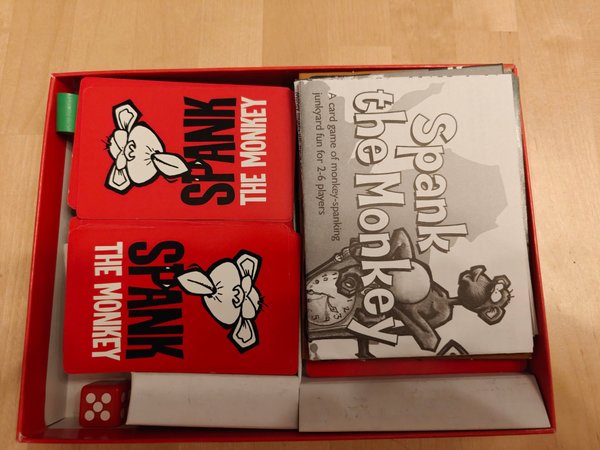 SPANK
THE MONKEY
SPANK
THE MONKEY
Spank
the Monkey
A card game of monkey-spanking
junkyard fun for 2-6 players